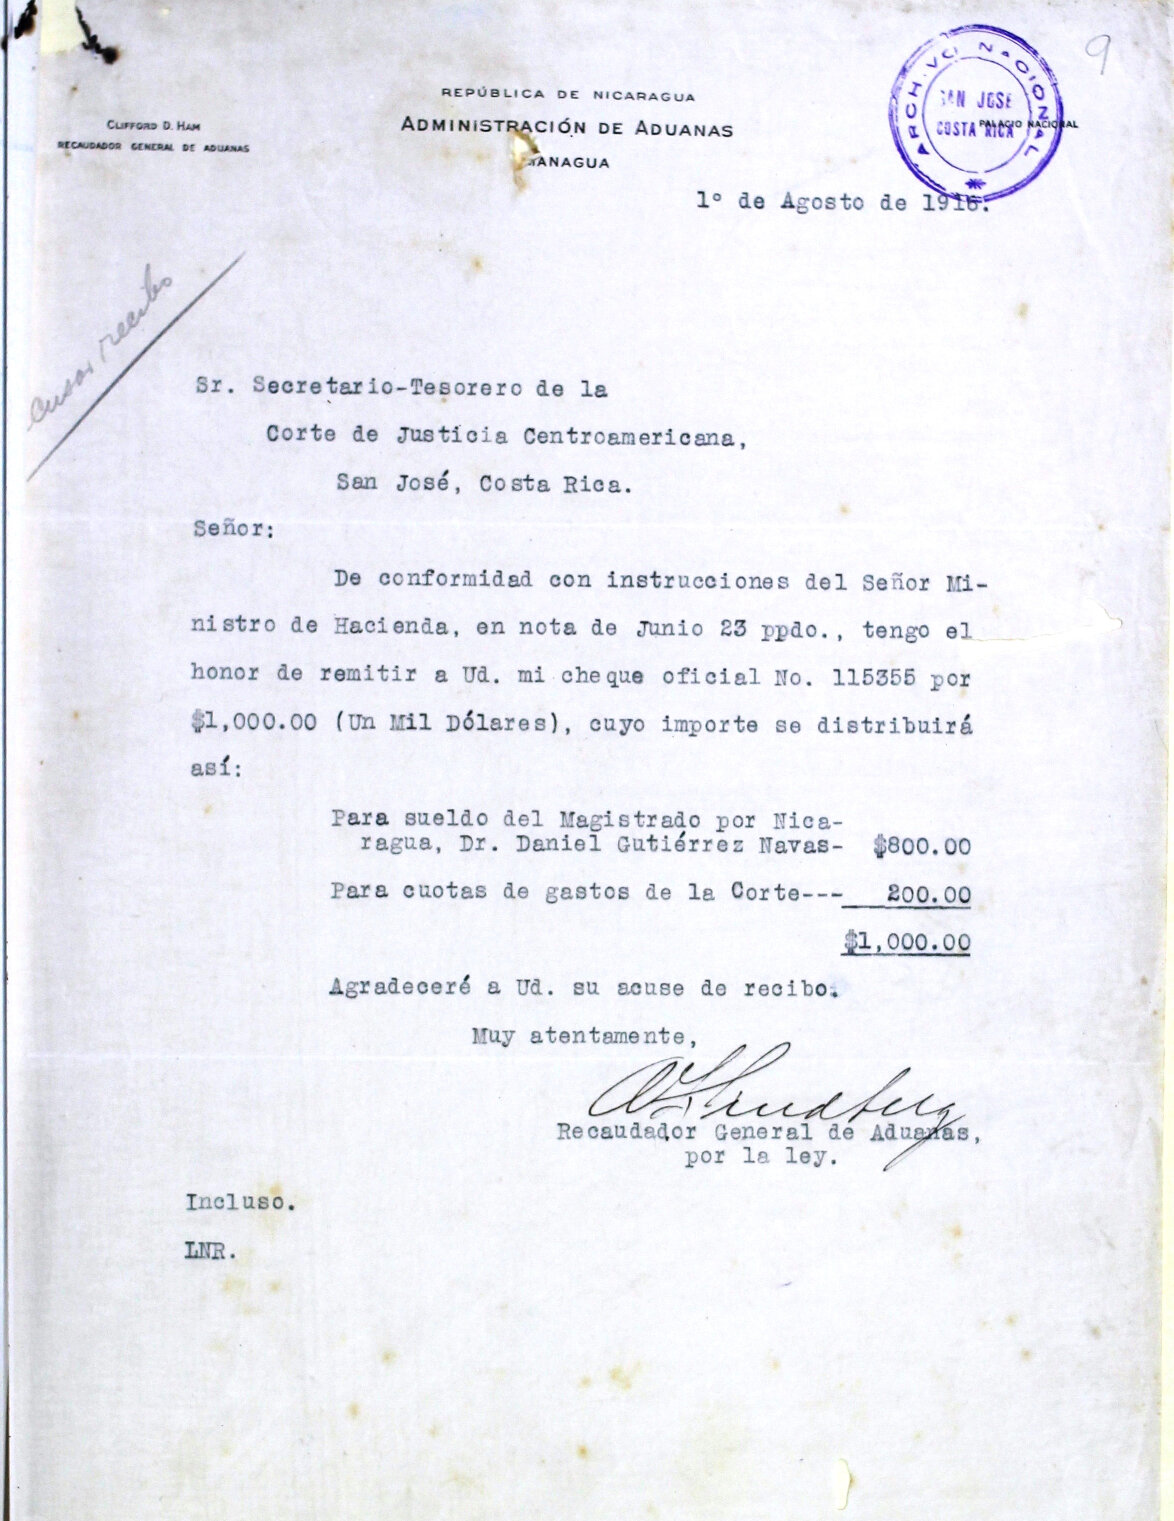 9
REPÚBLICA DE NICARAGUA
CLIFFORD D. HAM
RECAUDADOR GENERAL DE ADUANAS
ADMINISTRACIÓN DE ADUANAS
MANAGUA
PALACIO NACIONAL
ARCHIVO NACIONAL
SAN JOSE
COSTA RICA
1º de Agosto de 1916.
recibo
Sr. Secretario-Tesorero de la
Corte de Justicia Centroamericana,
San José, Costa Rica.
Señor:
De conformidad con instrucciones del Señor Mi-
nistro de Hacienda, en nota de Junio 23 ppdo., tengo el
honor de remitir a Ud. mi cheque oficial No. 115355 por
$1,000.00 (Un Mil Dólares), cuyo importe se distribuirá
así:
Para sueldo del Magistrado por Nica-
ragua, Dr. Daniel Gutiérrez Navas- $800.00
Para cuotas de gastos de la Corte--- 200.00
$1,000.00
Agradeceré a Ud. su acuse de recibo.
Muy atentamente,
Lindberg
Recaudador General de Aduanas,
por la ley.
Incluso.
LNR.